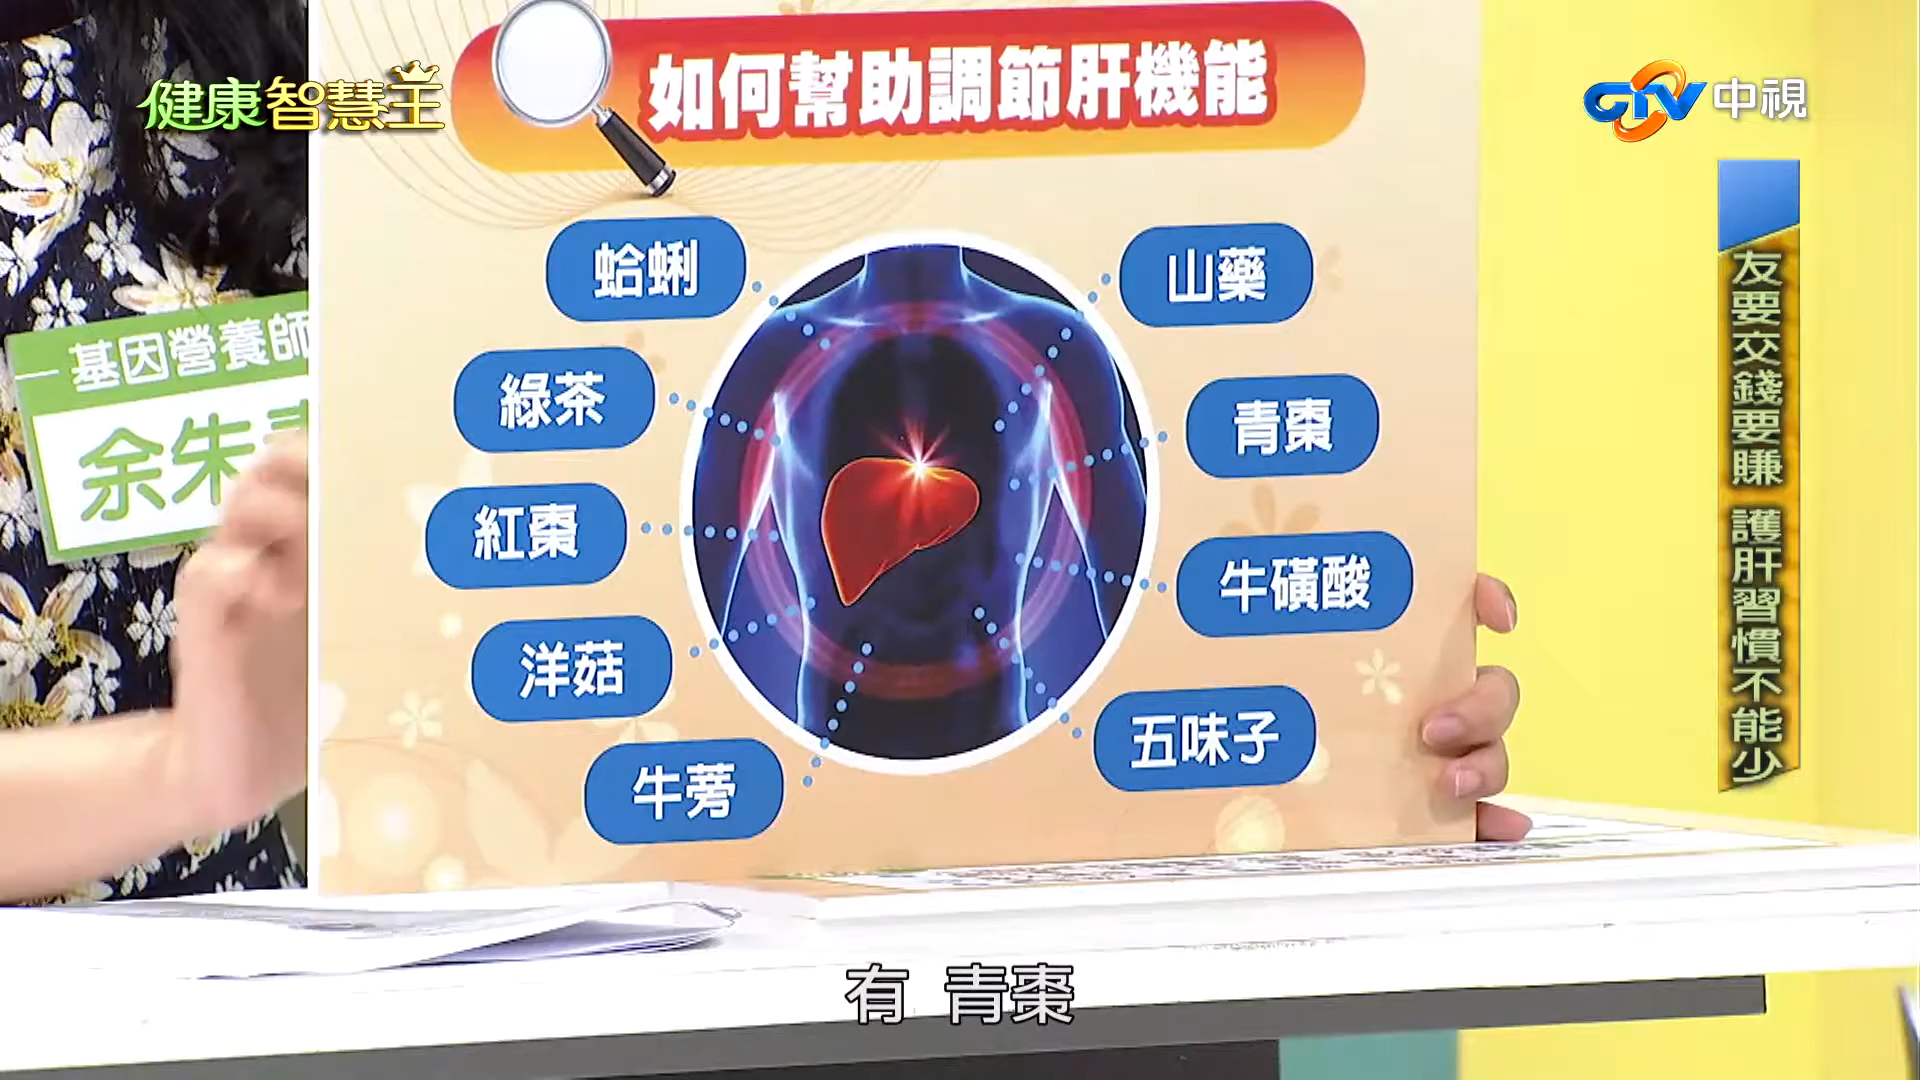 健康智慧王
如何幫助調節肝機能
CTV 中視
蛤蜊
山藥
綠茶
青棗
紅棗
牛磺酸
洋菇
五味子
牛蒡
基因營養師
余朱
友要交錢要賺 護肝習慣不能少
有 青棗